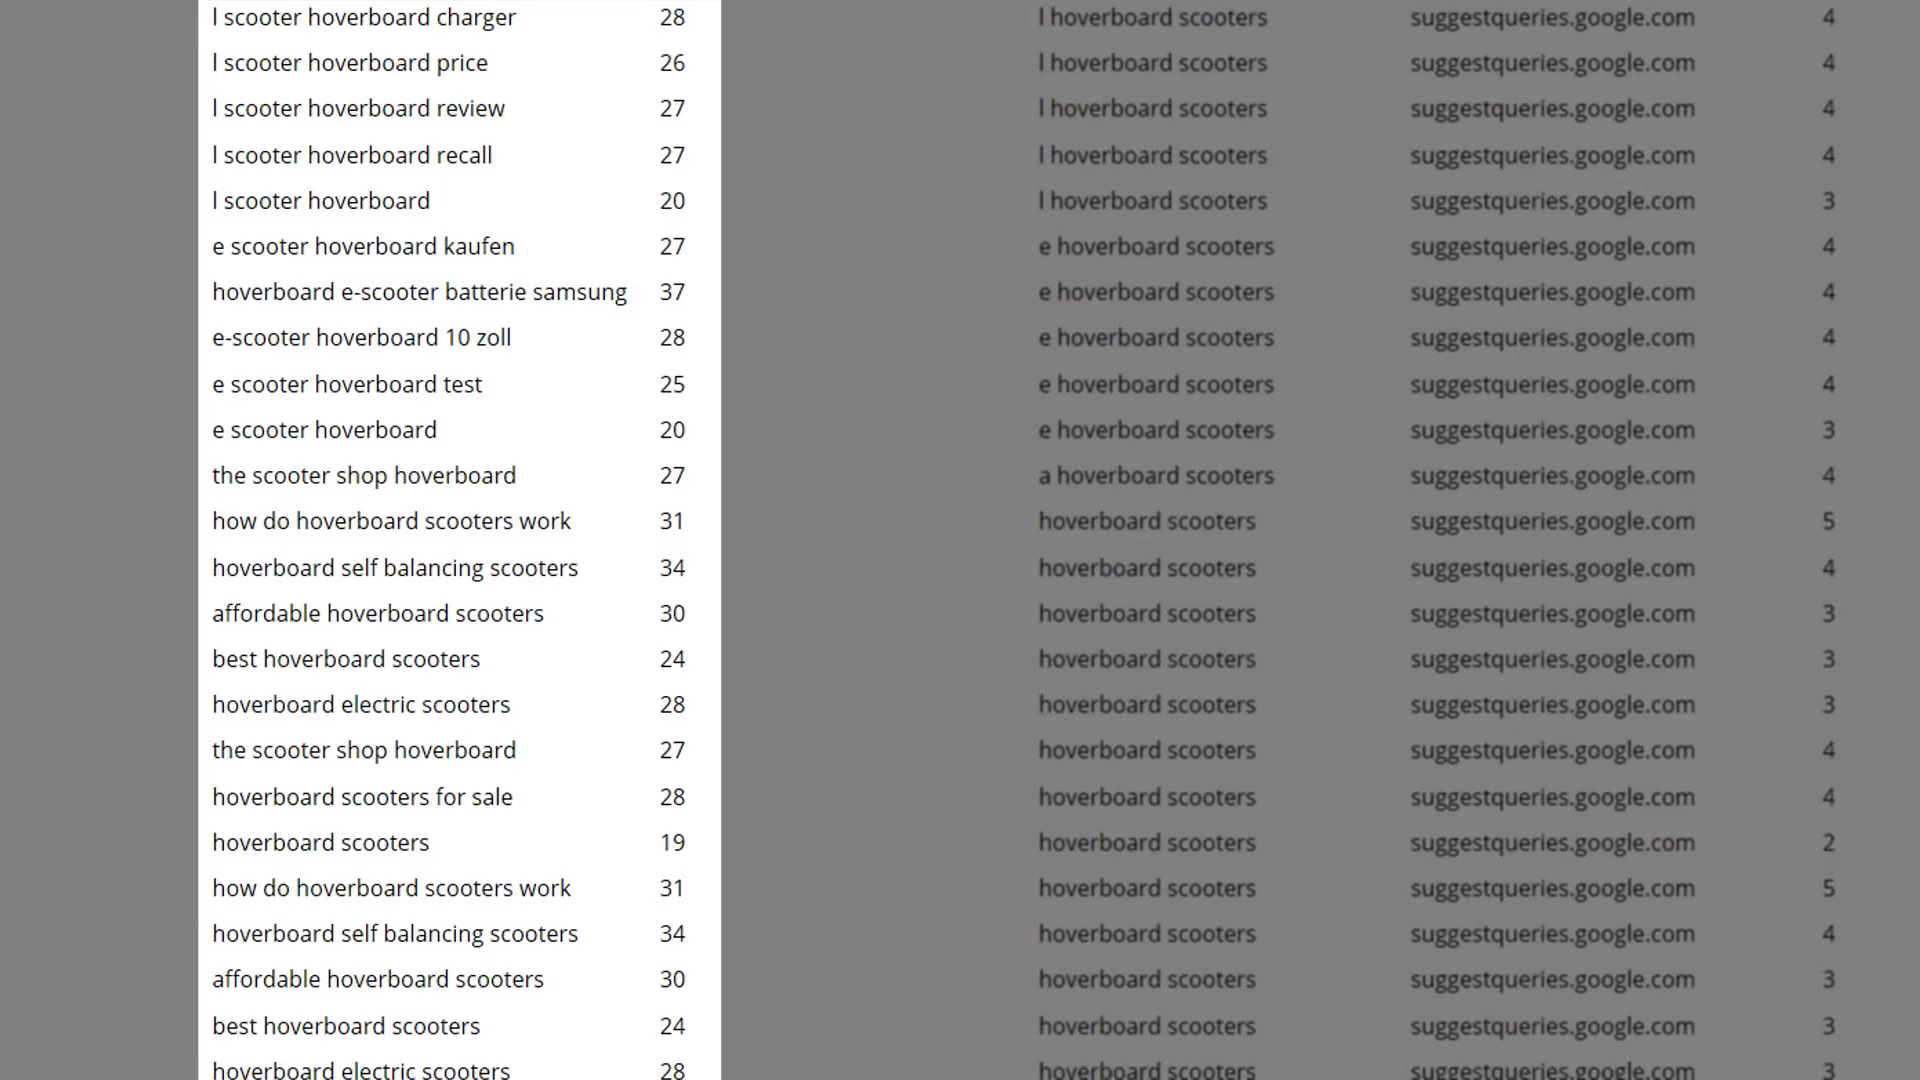 l scooter hoverboard charger 28 l hoverboard scooters suggestqueries.google.com 4
l scooter hoverboard price 26 l hoverboard scooters suggestqueries.google.com 4
l scooter hoverboard review 27 l hoverboard scooters suggestqueries.google.com 4
l scooter hoverboard recall 27 l hoverboard scooters suggestqueries.google.com 4
l scooter hoverboard 20 l hoverboard scooters suggestqueries.google.com 3
e scooter hoverboard kaufen 27 e hoverboard scooters suggestqueries.google.com 4
hoverboard e-scooter batterie samsung 37 e hoverboard scooters suggestqueries.google.com 4
e-scooter hoverboard 10 zoll 28 e hoverboard scooters suggestqueries.google.com 4
e scooter hoverboard test 25 e hoverboard scooters suggestqueries.google.com 4
e scooter hoverboard 20 e hoverboard scooters suggestqueries.google.com 3
the scooter shop hoverboard 27 a hoverboard scooters suggestqueries.google.com 4
how do hoverboard scooters work 31 hoverboard scooters suggestqueries.google.com 5
hoverboard self balancing scooters 34 hoverboard scooters suggestqueries.google.com 4
affordable hoverboard scooters 30 hoverboard scooters suggestqueries.google.com 3
best hoverboard scooters 24 hoverboard scooters suggestqueries.google.com 3
hoverboard electric scooters 28 hoverboard scooters suggestqueries.google.com 3
the scooter shop hoverboard 27 hoverboard scooters suggestqueries.google.com 4
hoverboard scooters for sale 28 hoverboard scooters suggestqueries.google.com 4
hoverboard scooters 19 hoverboard scooters suggestqueries.google.com 2
how do hoverboard scooters work 31 hoverboard scooters suggestqueries.google.com 5
hoverboard self balancing scooters 34 hoverboard scooters suggestqueries.google.com 4
affordable hoverboard scooters 30 hoverboard scooters suggestqueries.google.com 3
best hoverboard scooters 24 hoverboard scooters suggestqueries.google.com 3
hoverboard electric scooters 28 hoverboard scooters suggestqueries.google.com 3